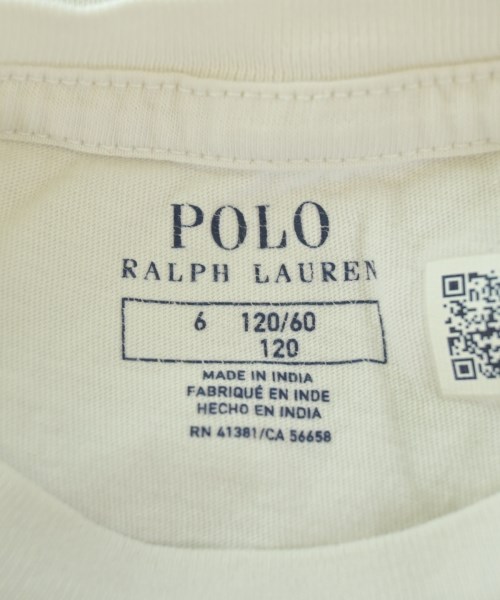 POLO
RALPH LAUREN
6 120/60
120
MADE IN INDIA
FABRIQUÉ EN INDE
HECHO EN INDIA
RN 41381/CA 56658